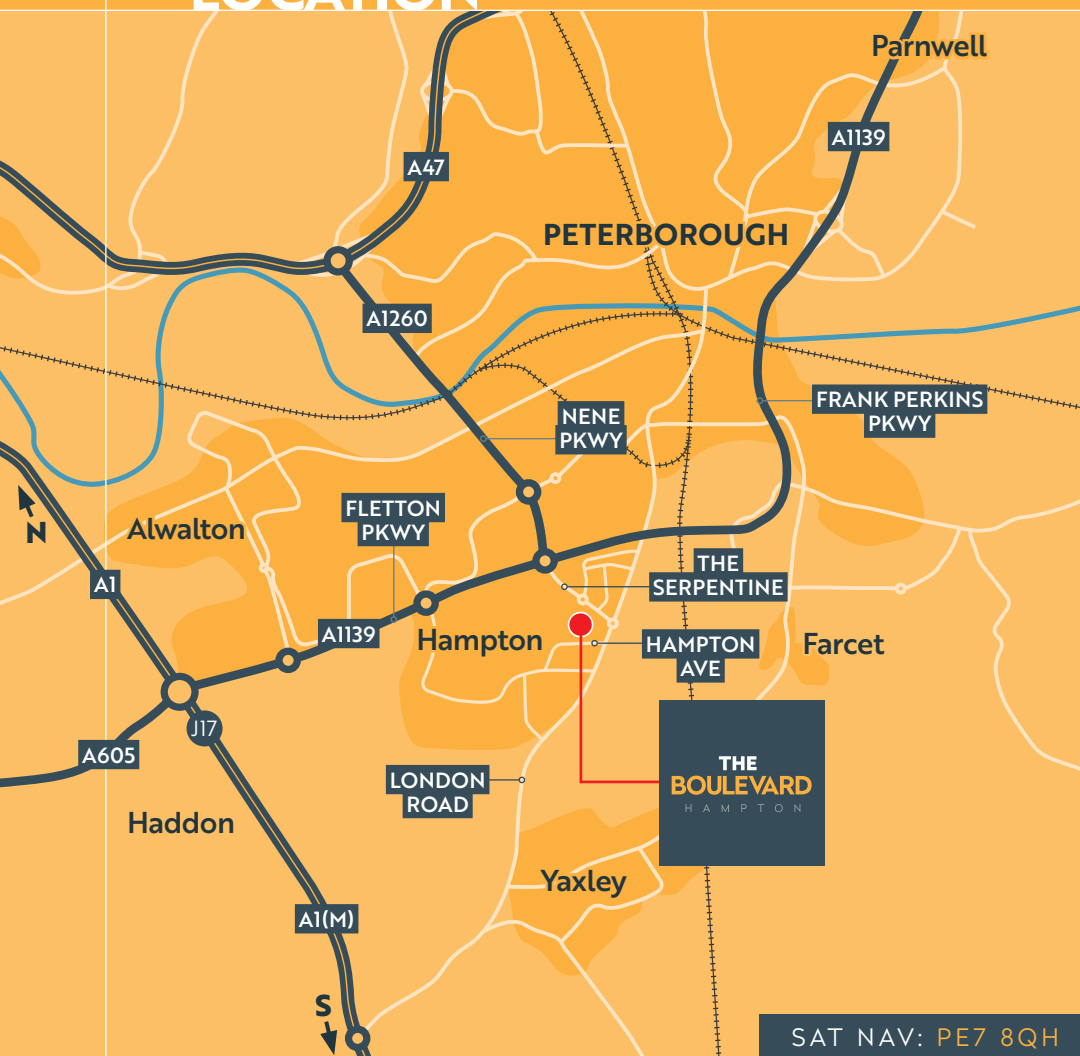 LOCATION
Parnwell
A1139
A47
PETERBOROUGH
A1260
FRANK PERKINS
PKWY
NENE
PKWY
FLETTON
PKWY
N
Alwalton
THE
SERPENTINE
A1
A1139
Hampton
HAMPTON
AVE
Farcet
J17
A605
LONDON
ROAD
THE
BOULEVARD
HAMPTON
Haddon
Yaxley
A1(M)
S
SAT NAV: PE7 8QH